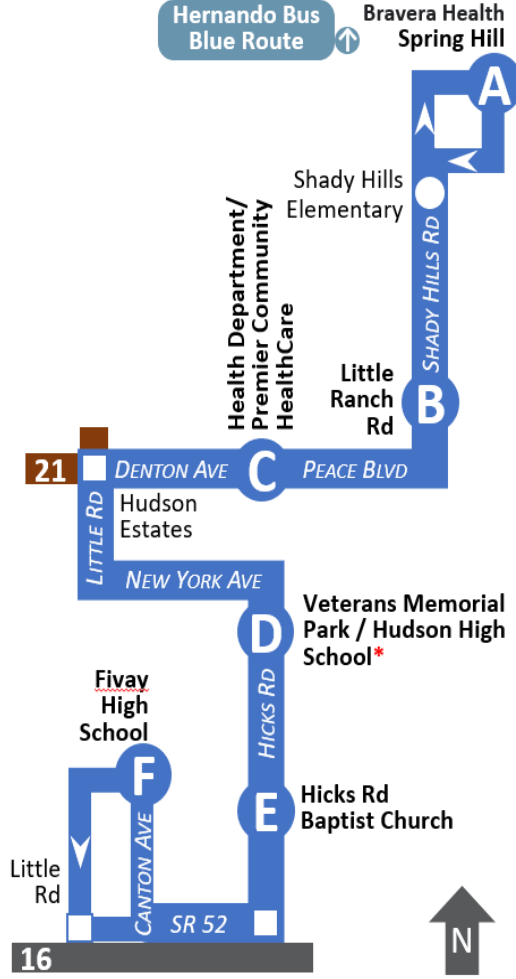 Hernando Bus
Blue Route
Bravera Health
Spring Hill
A
Shady Hills
Elementary
SHADY HILLS RD
Health Department/
Premier Community
HealthCare
Little
Ranch
Rd
B
21
DENTON AVE
C
PEACE BLVD
LITTLE RD
Hudson
Estates
NEW YORK AVE
D
Veterans Memorial
Park / Hudson High
School*
HICKS RD
Fivay
High
School
F
E
Hicks Rd
Baptist Church
CANTON AVE
Little
Rd
SR 52
N
16